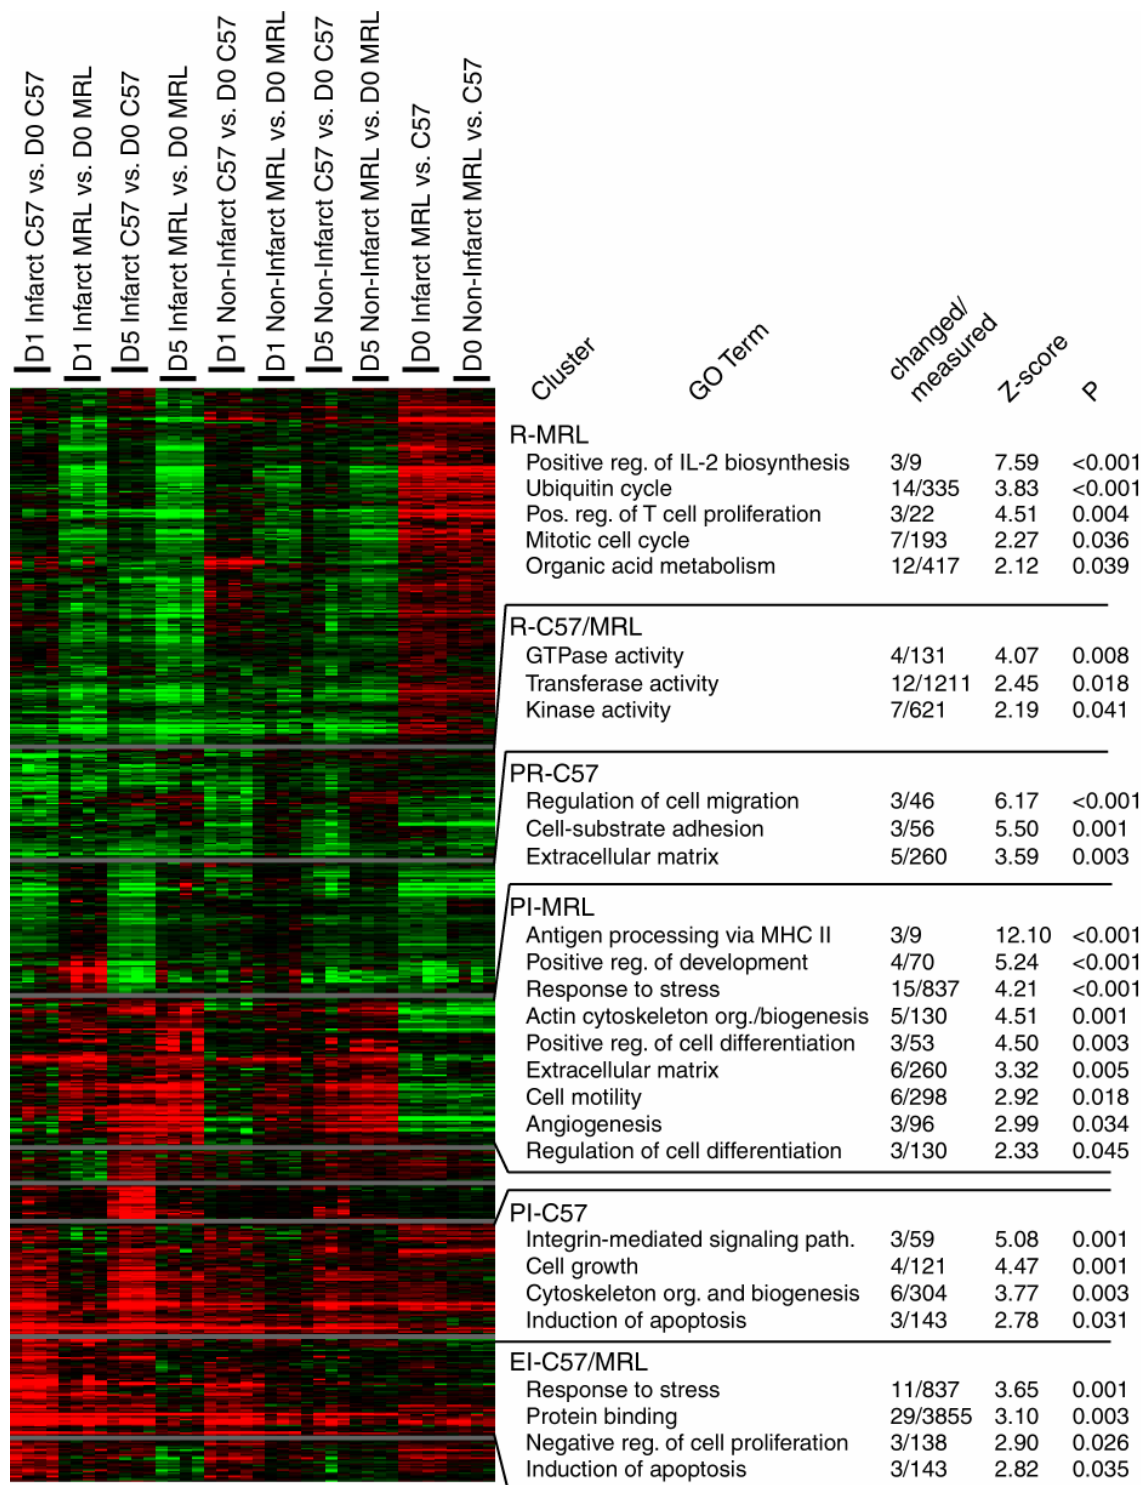 D1 Infarct C57 vs. D0 C57
D1 Infarct MRL vs. D0 MRL
D5 Infarct C57 vs. D0 C57
D5 Infarct MRL vs. D0 MRL
D1 Non-Infarct C57 vs. D0 C57
D1 Non-Infarct MRL vs. D0 MRL
D5 Non-Infarct C57 vs. D0 C57
D5 Non-Infarct MRL vs. D0 MRL
D0 Infarct MRL vs. C57
D0 Non-Infarct MRL vs. C57
Cluster
GO Term
changed/
measured
Z-score
P
R-MRL
Positive reg. of IL-2 biosynthesis 3/9 7.59 <0.001
Ubiquitin cycle 14/335 3.83 <0.001
Pos. reg. of T cell proliferation 3/22 4.51 0.004
Mitotic cell cycle 7/193 2.27 0.036
Organic acid metabolism 12/417 2.12 0.039
R-C57/MRL
GTPase activity 4/131 4.07 0.008
Transferase activity 12/1211 2.45 0.018
Kinase activity 7/621 2.19 0.041
PR-C57
Regulation of cell migration 3/46 6.17 <0.001
Cell-substrate adhesion 3/56 5.50 0.001
Extracellular matrix 5/260 3.59 0.003
PI-MRL
Antigen processing via MHC II 3/9 12.10 <0.001
Positive reg. of development 4/70 5.24 <0.001
Response to stress 15/837 4.21 <0.001
Actin cytoskeleton org./biogenesis 5/130 4.51 0.001
Positive reg. of cell differentiation 3/53 4.50 0.003
Extracellular matrix 6/260 3.32 0.005
Cell motility 6/298 2.92 0.018
Angiogenesis 3/96 2.99 0.034
Regulation of cell differentiation 3/130 2.33 0.045
PI-C57
Integrin-mediated signaling path. 3/59 5.08 0.001
Cell growth 4/121 4.47 0.001
Cytoskeleton org. and biogenesis 6/304 3.77 0.003
Induction of apoptosis 3/143 2.78 0.031
EI-C57/MRL
Response to stress 11/837 3.65 0.001
Protein binding 29/3855 3.10 0.003
Negative reg. of cell proliferation 3/138 2.90 0.026
Induction of apoptosis 3/143 2.82 0.035